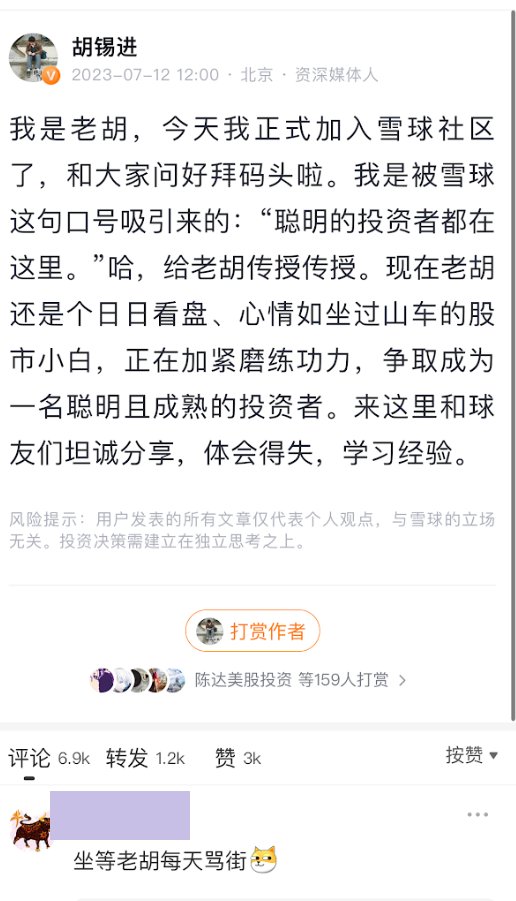 胡锡进
2023-07-12 12:00 · 北京 · 资深媒体人
我是老胡，今天我正式加入雪球社区
了，和大家问好拜码头啦。我是被雪球
这句口号吸引来的：“聪明的投资者都在
这里。”哈，给老胡传授传授。现在老胡
还是个日日看盘、心情如坐过山车的股
市小白，正在加紧磨练功力，争取成为
一名聪明且成熟的投资者。来这里和球
友们坦诚分享，体会得失，学习经验。
风险提示：用户发表的所有文章仅代表个人观点，与雪球的立场
无关。投资决策需建立在独立思考之上。
打赏作者
陈达美股投资 等159人打赏
评论 6.9k 转发 1.2k 赞 3k 按赞
坐等老胡每天骂街